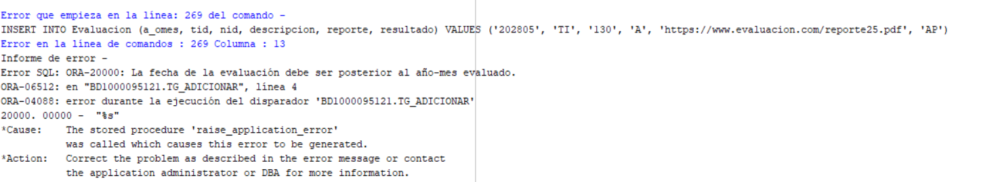 Error que empieza en la línea: 269 del comando -
INSERT INTO Evaluacion (a_omes, tid, nid, descripcion, reporte, resultado) VALUES ('202805', 'TI', '130', 'A', 'https://www.evaluacion.com/reporte25.pdf', 'AP')
Error en la línea de comandos : 269 Columna : 13
Informe de error -
Error SQL: ORA-20000: La fecha de la evaluación debe ser posterior al año-mes evaluado.
ORA-06512: en "BD1000095121.TG_ADICIONAR", línea 4
ORA-04088: error durante la ejecución del disparador 'BD1000095121.TG_ADICIONAR'
20000. 00000 -  "%s"
*Cause:    The stored procedure 'raise_application_error'
           was called which causes this error to be generated.
*Action:   Correct the problem as described in the error message or contact
           the application administrator or DBA for more information.